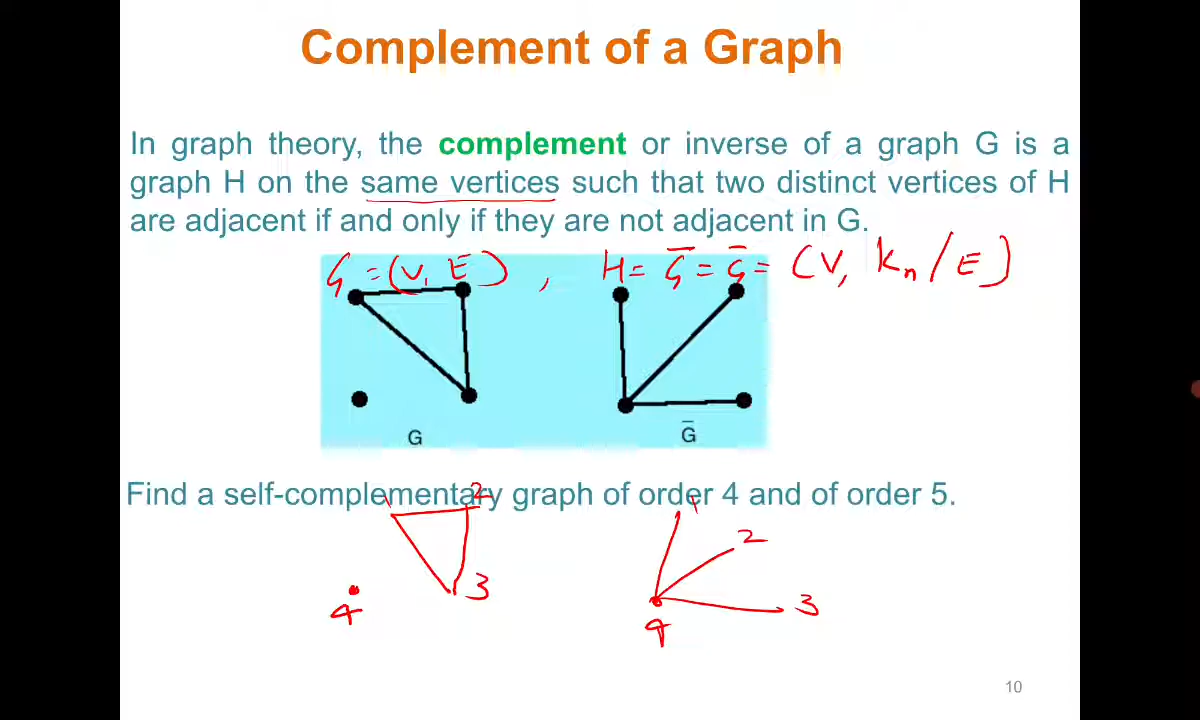 Complement of a Graph
In graph theory, the complement or inverse of a graph G is a
graph H on the same vertices such that two distinct vertices of H
are adjacent if and only if they are not adjacent in G.
G = (V, E) , H = G̅ = G̅ = (V, Kn / E)
G G̅
Find a self-complementary graph of order 4 and of order 5.
1 2 1
2
3 3
4 4
10